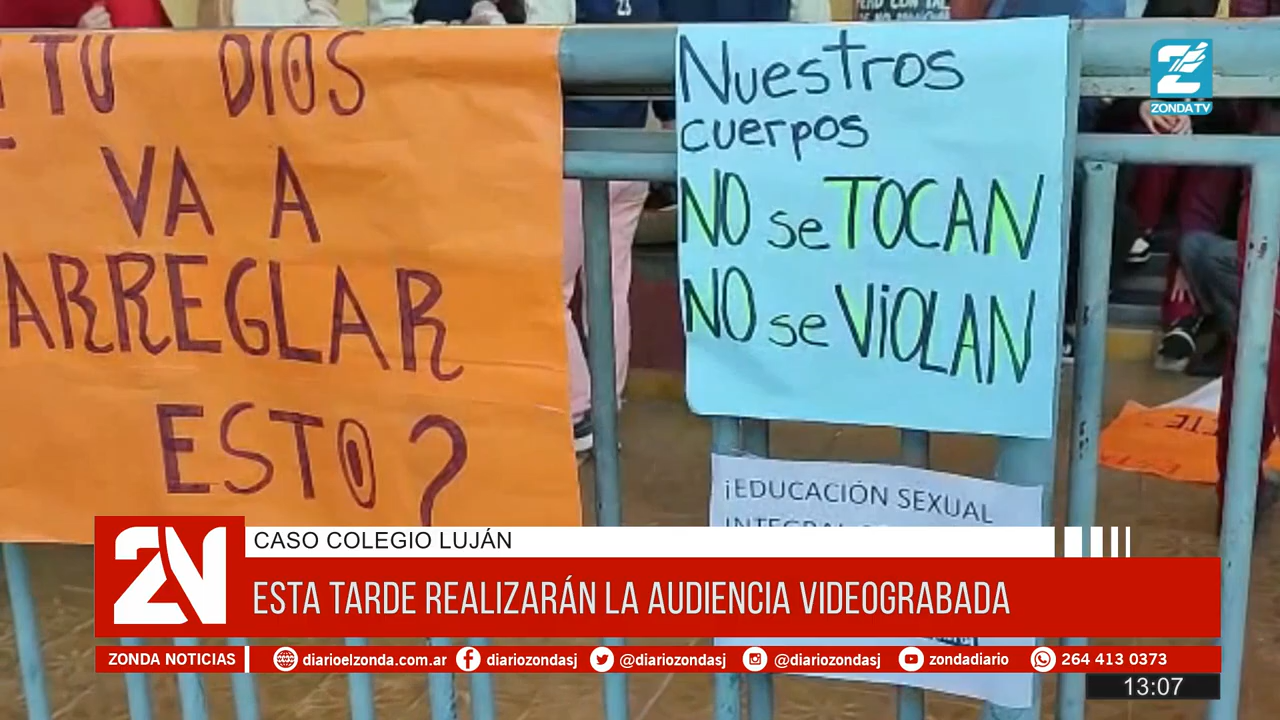 TU DIOS
VA A
ARREGLAR
ESTO?
Nuestros
cuerpos
NO se TOCAN
NO se VIOLAN
¡EDUCACIÓN SEXUAL
INTEGRAL
ZONDA TV
ZN
CASO COLEGIO LUJÁN
ESTA TARDE REALIZARÁN LA AUDIENCIA VIDEOGRABADA
ZONDA NOTICIAS
diarioelzonda.com.ar
diariozondasj
@diariozondasj
@diariozondasj
zondadiario
264 413 0373
13:07